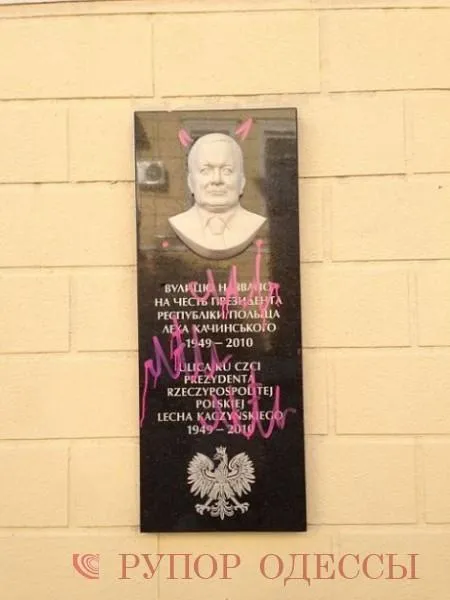 ВУЛИЦЮ НАЗВАНО
НА ЧЕСТЬ ПРЕЗИДЕНТА
РЕСПУБЛІКИ ПОЛЬЩА
ЛЕХА КАЧИНСЬКОГО
1949 – 2010
ULICA KU CZCI
PREZYDENTA
RZECZYPOSPOLITEJ
POLSKIEJ
LECHA KACZYŃSKIEGO
1949 – 2010
РУПОР ОДЕССЫ